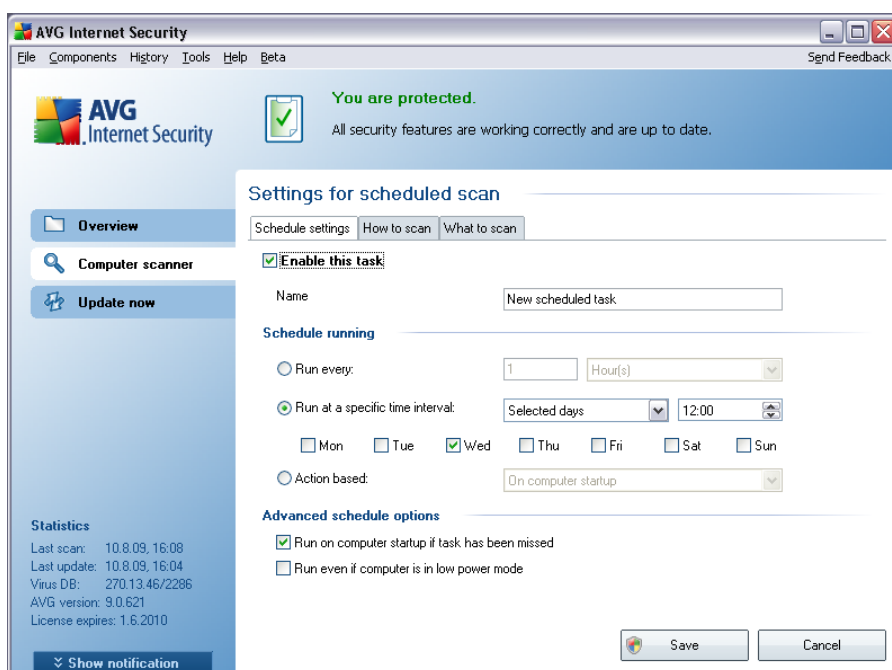 AVG Internet Security
File Components History Tools Help Beta Send Feedback
AVG
Internet Security
You are protected.
All security features are working correctly and are up to date.
Overview
Computer scanner
Update now
Settings for scheduled scan
Schedule settings How to scan What to scan
Enable this task
Name New scheduled task
Schedule running
Run every: 1 Hour(s)
Run at a specific time interval: Selected days 12:00
Mon Tue Wed Thu Fri Sat Sun
Action based: On computer startup
Advanced schedule options
Run on computer startup if task has been missed
Run even if computer is in low power mode
Statistics
Last scan: 10.8.09, 16:08
Last update: 10.8.09, 16:04
Virus DB: 270.13.46/2286
AVG version: 9.0.621
License expires: 1.6.2010
Show notification
Save Cancel